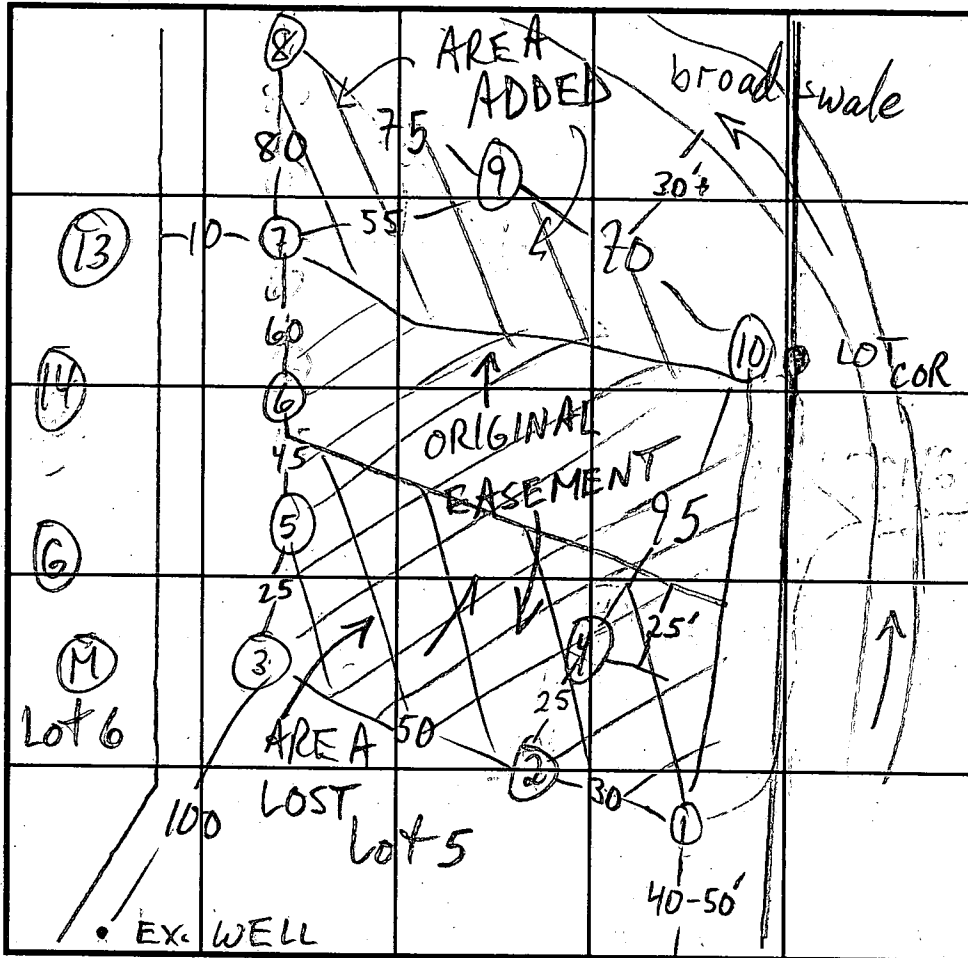 8
AREA
ADDED
broad swale
80
75
9
30'±
13
10
7
55
70
60
10
LOT
COR
14
6
ORIGINAL
45
EASEMENT
5
95
G
25
4
25'
3
M
25
Lot 6
AREA
50
2
LOST
30
100
Lot 5
1
40-50'
EX. WELL